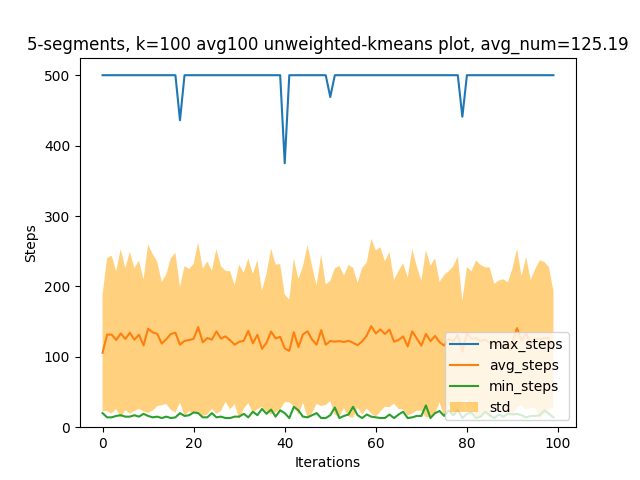 5-segments, k=100 avg100 unweighted-kmeans plot, avg_num=125.19
500
400
300
200
100
0
Steps
max_steps
avg_steps
min_steps
std
0 20 40 60 80 100
Iterations